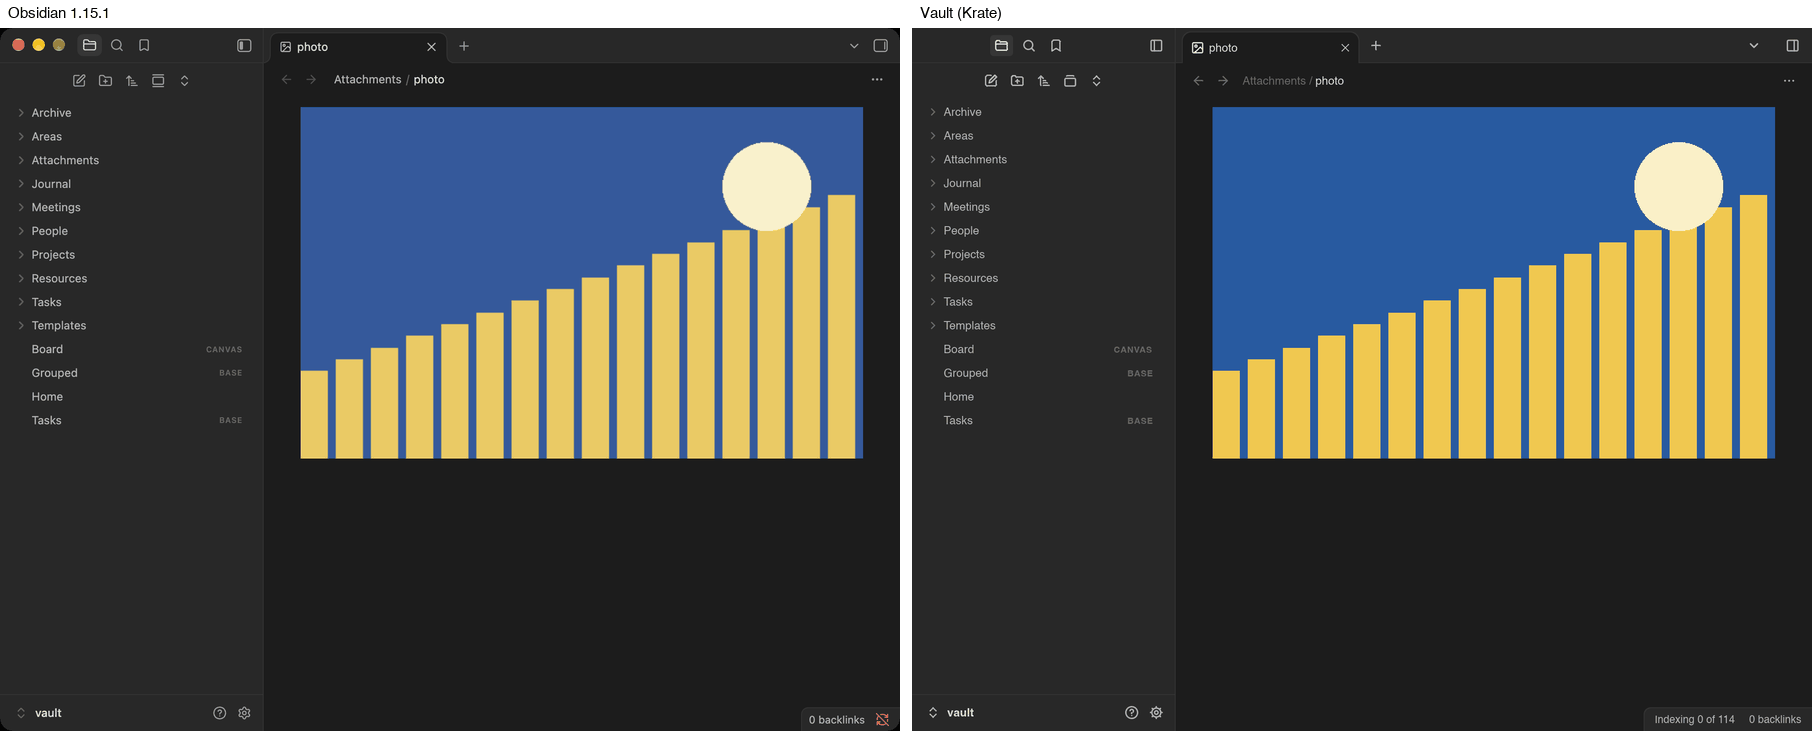 Obsidian 1.15.1
photo
Attachments / photo
Archive
Areas
Attachments
Journal
Meetings
People
Projects
Resources
Tasks
Templates
Board CANVAS
Grouped BASE
Home
Tasks BASE
vault
0 backlinks
Vault (Krate)
photo
Attachments / photo
Archive
Areas
Attachments
Journal
Meetings
People
Projects
Resources
Tasks
Templates
Board CANVAS
Grouped BASE
Home
Tasks BASE
vault
Indexing 0 of 114 0 backlinks